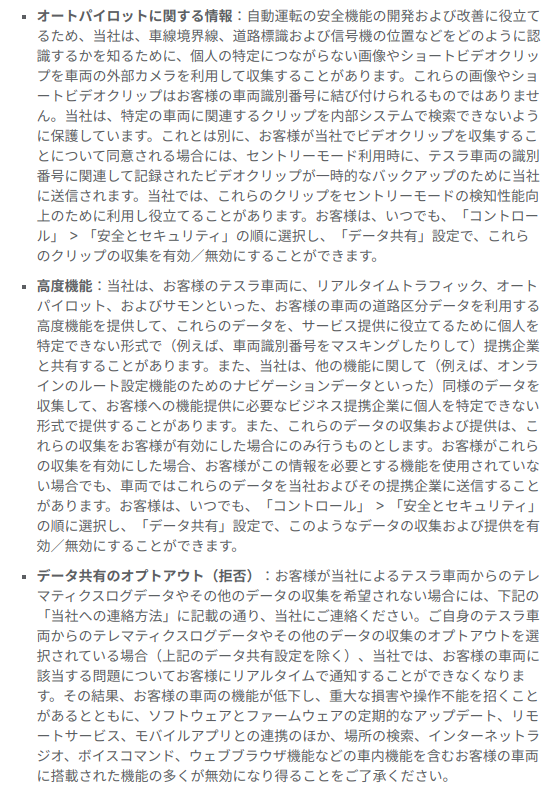 ▪ オートパイロットに関する情報：自動運転の安全機能の開発および改善に役立て
るため、当社は、車線境界線、道路標識および信号機の位置などをどのように認
識するかを知るために、個人の特定につながらない画像やショートビデオクリッ
プを車両の外部カメラを利用して収集することがあります。これらの画像やショ
ートビデオクリップはお客様の車両識別番号に結び付けられるものではありませ
ん。当社は、特定の車両に関連するクリップを内部システムで検索できないよう
に保護しています。これとは別に、お客様が当社でビデオクリップを収集するこ
とについて同意される場合には、セントリーモード利用時に、テスラ車両の識別
番号に関連して記録されたビデオクリップが一時的なバックアップのために当社
に送信されます。当社では、これらのクリップをセントリーモードの検知性能向
上のために利用し役立てることがあります。お客様は、いつでも、「コントロー
ル」 > 「安全とセキュリティ」の順に選択し、「データ共有」設定で、これら
のクリップの収集を有効／無効にすることができます。
▪ 高度機能：当社は、お客様のテスラ車両に、リアルタイムトラフィック、オート
パイロット、およびサモンといった、お客様の車両の道路区分データを利用する
高度機能を提供して、これらのデータを、サービス提供に役立てるために個人を
特定できない形式で（例えば、車両識別番号をマスキングしたりして）提携企業
と共有することがあります。また、当社は、他の機能に関して（例えば、オンラ
インのルート設定機能のためのナビゲーションデータといった）同様のデータを
収集して、お客様への機能提供に必要なビジネス提携企業に個人を特定できない
形式で提供することがあります。また、これらのデータの収集および提供は、こ
れらの収集をお客様が有効にした場合にのみ行うものとします。お客様がこれら
の収集を有効にした場合、お客様がこの情報を必要とする機能を使用されていな
い場合でも、車両ではこれらのデータを当社およびその提携企業に送信すること
があります。お客様は、いつでも、「コントロール」 > 「安全とセキュリティ」
の順に選択し、「データ共有」設定で、このようなデータの収集および提供を有
効／無効にすることができます。
▪ データ共有のオプトアウト（拒否）：お客様が当社によるテスラ車両からのテレ
マティクスログデータやその他のデータの収集を希望されない場合には、下記の
「当社への連絡方法」に記載の通り、当社にご連絡ください。ご自身のテスラ車
両からのテレマティクスログデータやその他のデータの収集のオプトアウトを選
択されている場合（上記のデータ共有設定を除く）、当社では、お客様の車両に
該当する問題についてお客様にリアルタイムで通知することができなくなりま
す。その結果、お客様の車両の機能が低下し、重大な損害や操作不能を招くこと
があるとともに、ソフトウェアとファームウェアの定期的なアップデート、リモ
ートサービス、モバイルアプリとの連携のほか、場所の検索、インターネットラ
ジオ、ボイスコマンド、ウェブブラウザ機能などの車内機能を含むお客様の車両
に搭載された機能の多くが無効になり得ることをご了承ください。